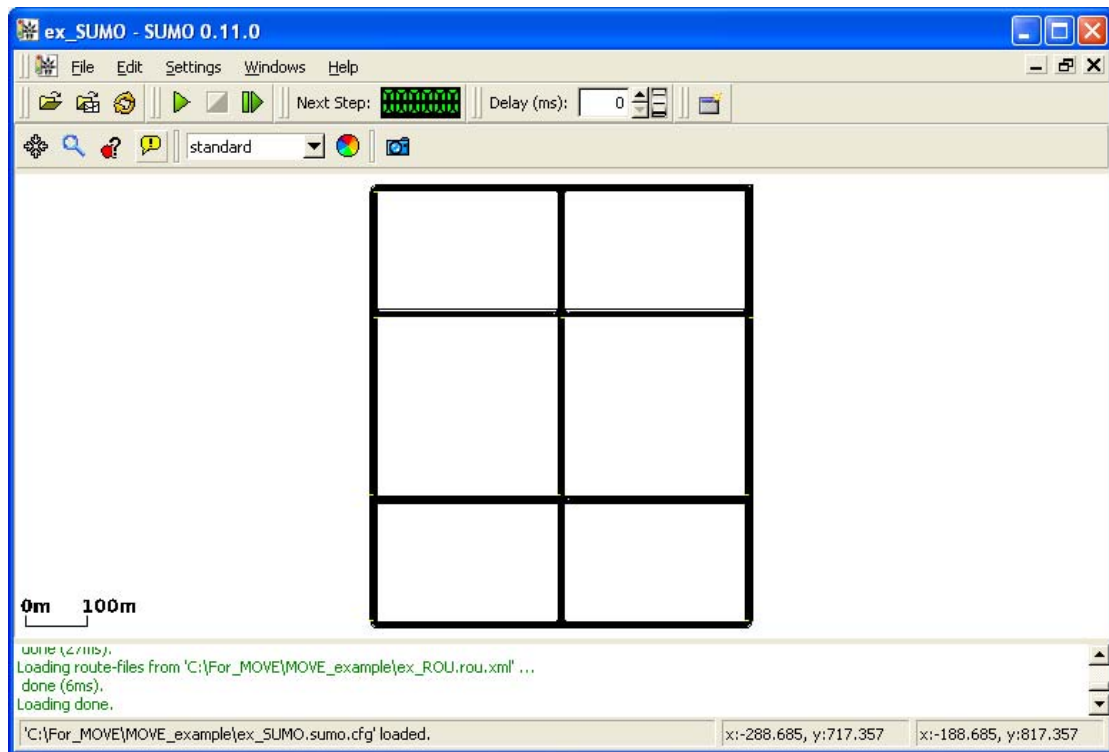 ex_SUMO - SUMO 0.11.0
File Edit Settings Windows Help
Next Step: Delay (ms): 0
standard
0m 100m
done (27ms).
Loading route-files from 'C:\For_MOVE\MOVE_example\ex_ROU.rou.xml' ...
done (6ms).
Loading done.
'C:\For_MOVE\MOVE_example\ex_SUMO.sumo.cfg' loaded. x:-288.685, y:717.357 x:-188.685, y:817.357